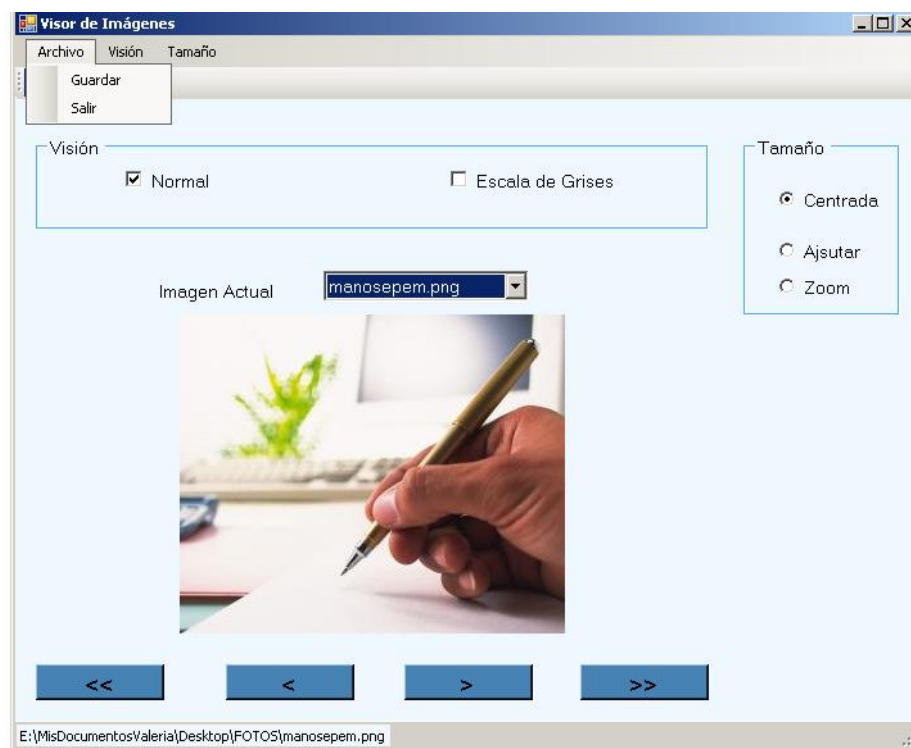 Visor de Imágenes
Archivo Visión Tamaño
Guardar
Salir
Visión
Normal
Escala de Grises
Tamaño
Centrada
Ajsutar
Zoom
Imagen Actual
manosepem.png
<< < > >>
E:\MisDocumentosValeria\Desktop\FOTOS\manosepem.png